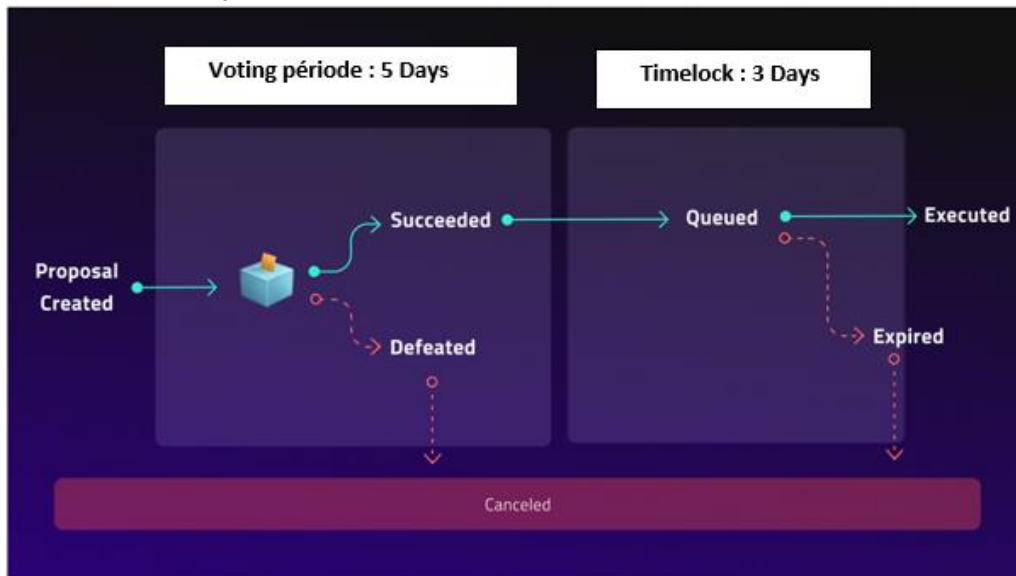 Voting période : 5 Days
Timelock : 3 Days
Succeeded
Queued
Executed
Proposal
Created
Defeated
Expired
Canceled